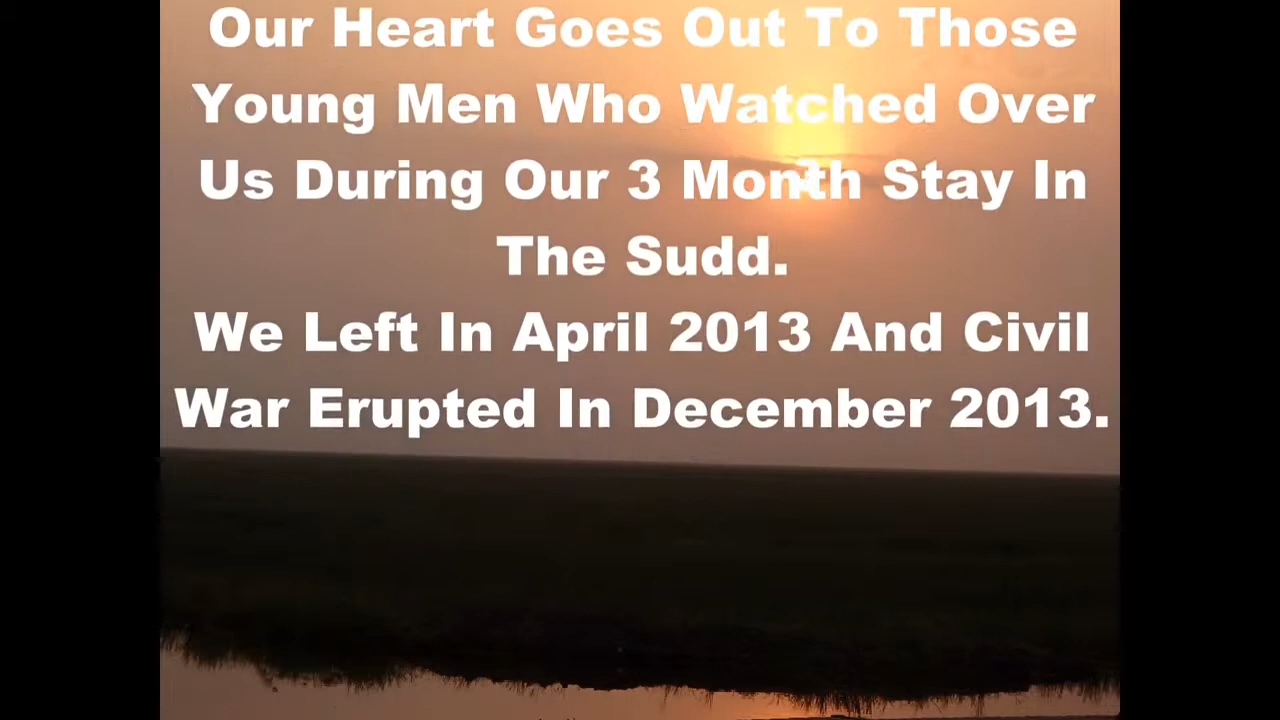 Our Heart Goes Out To Those
Young Men Who Watched Over
Us During Our 3 Month Stay In
The Sudd.
We Left In April 2013 And Civil
War Erupted In December 2013.